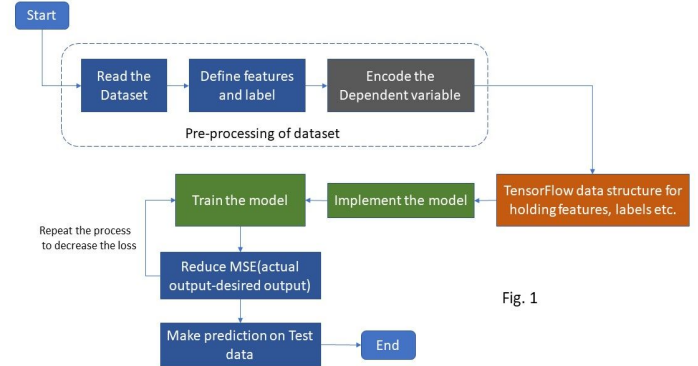 Start
Read the
Dataset
Define features
and label
Encode the
Dependent variable
Pre-processing of dataset
TensorFlow data structure for
holding features, labels etc.
Implement the model
Train the model
Repeat the process
to decrease the loss
Reduce MSE(actual
output-desired output)
Make prediction on Test
data
End
Fig. 1